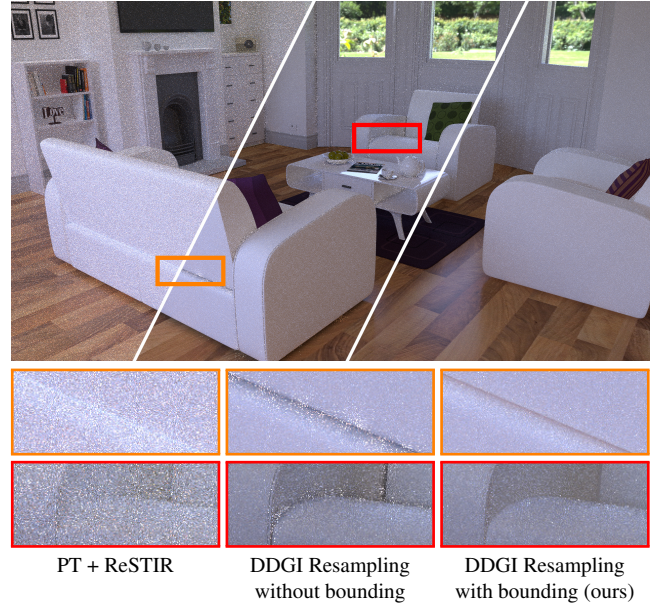 PT + ReSTIR
DDGI Resampling
without bounding
DDGI Resampling
with bounding (ours)